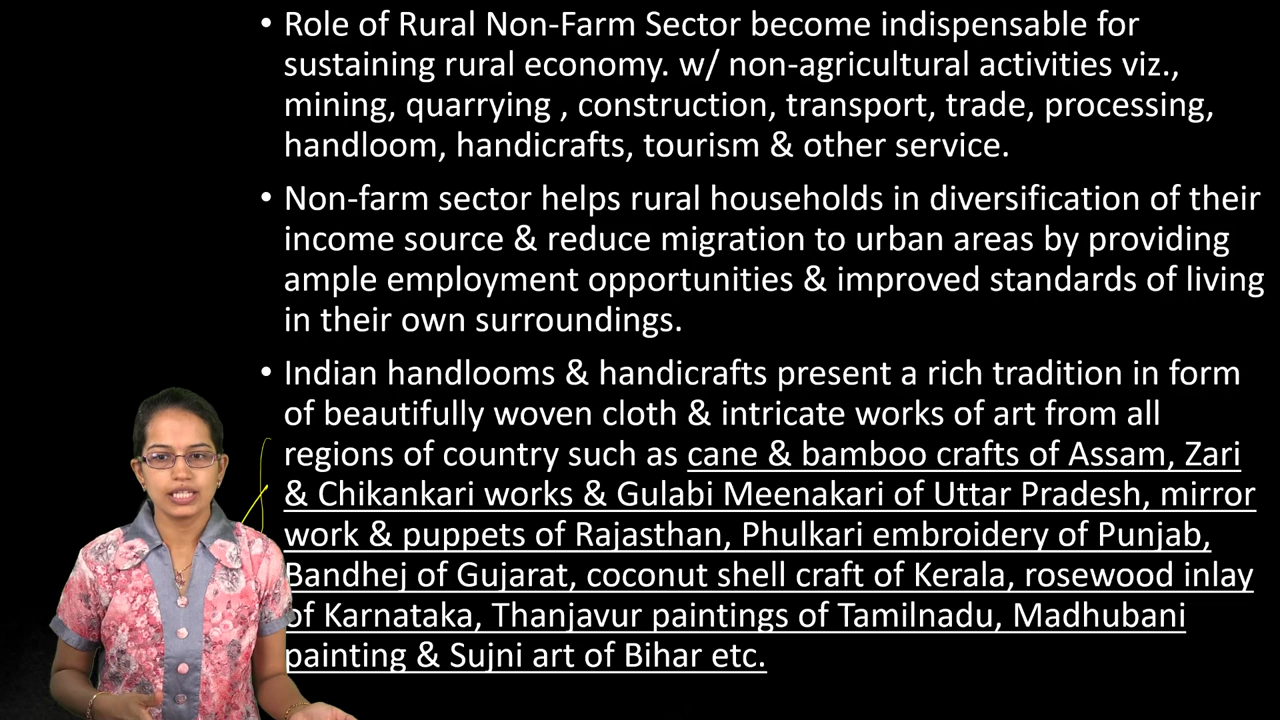 • Role of Rural Non-Farm Sector become indispensable for
sustaining rural economy. w/ non-agricultural activities viz.,
mining, quarrying , construction, transport, trade, processing,
handloom, handicrafts, tourism & other service.
• Non-farm sector helps rural households in diversification of their
income source & reduce migration to urban areas by providing
ample employment opportunities & improved standards of living
in their own surroundings.
• Indian handlooms & handicrafts present a rich tradition in form
of beautifully woven cloth & intricate works of art from all
regions of country such as cane & bamboo crafts of Assam, Zari
& Chikankari works & Gulabi Meenakari of Uttar Pradesh, mirror
work & puppets of Rajasthan, Phulkari embroidery of Punjab,
Bandhej of Gujarat, coconut shell craft of Kerala, rosewood inlay
of Karnataka, Thanjavur paintings of Tamilnadu, Madhubani
painting & Sujni art of Bihar etc.